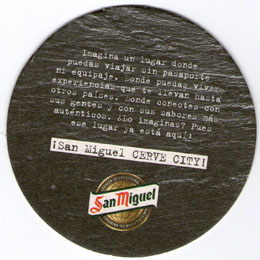 Imagina un lugar donde
puedas viajar sin pasaporte
ni equipaje. Donde puedas vivir
experiencias que te llevan hasta
otros países. Donde conectes con
sus gentes y con sus sabores más
auténticos. ¿Lo imaginas? Pues
ese lugar ya está aquí:
¡San Miguel CERVE CITY!
San Miguel